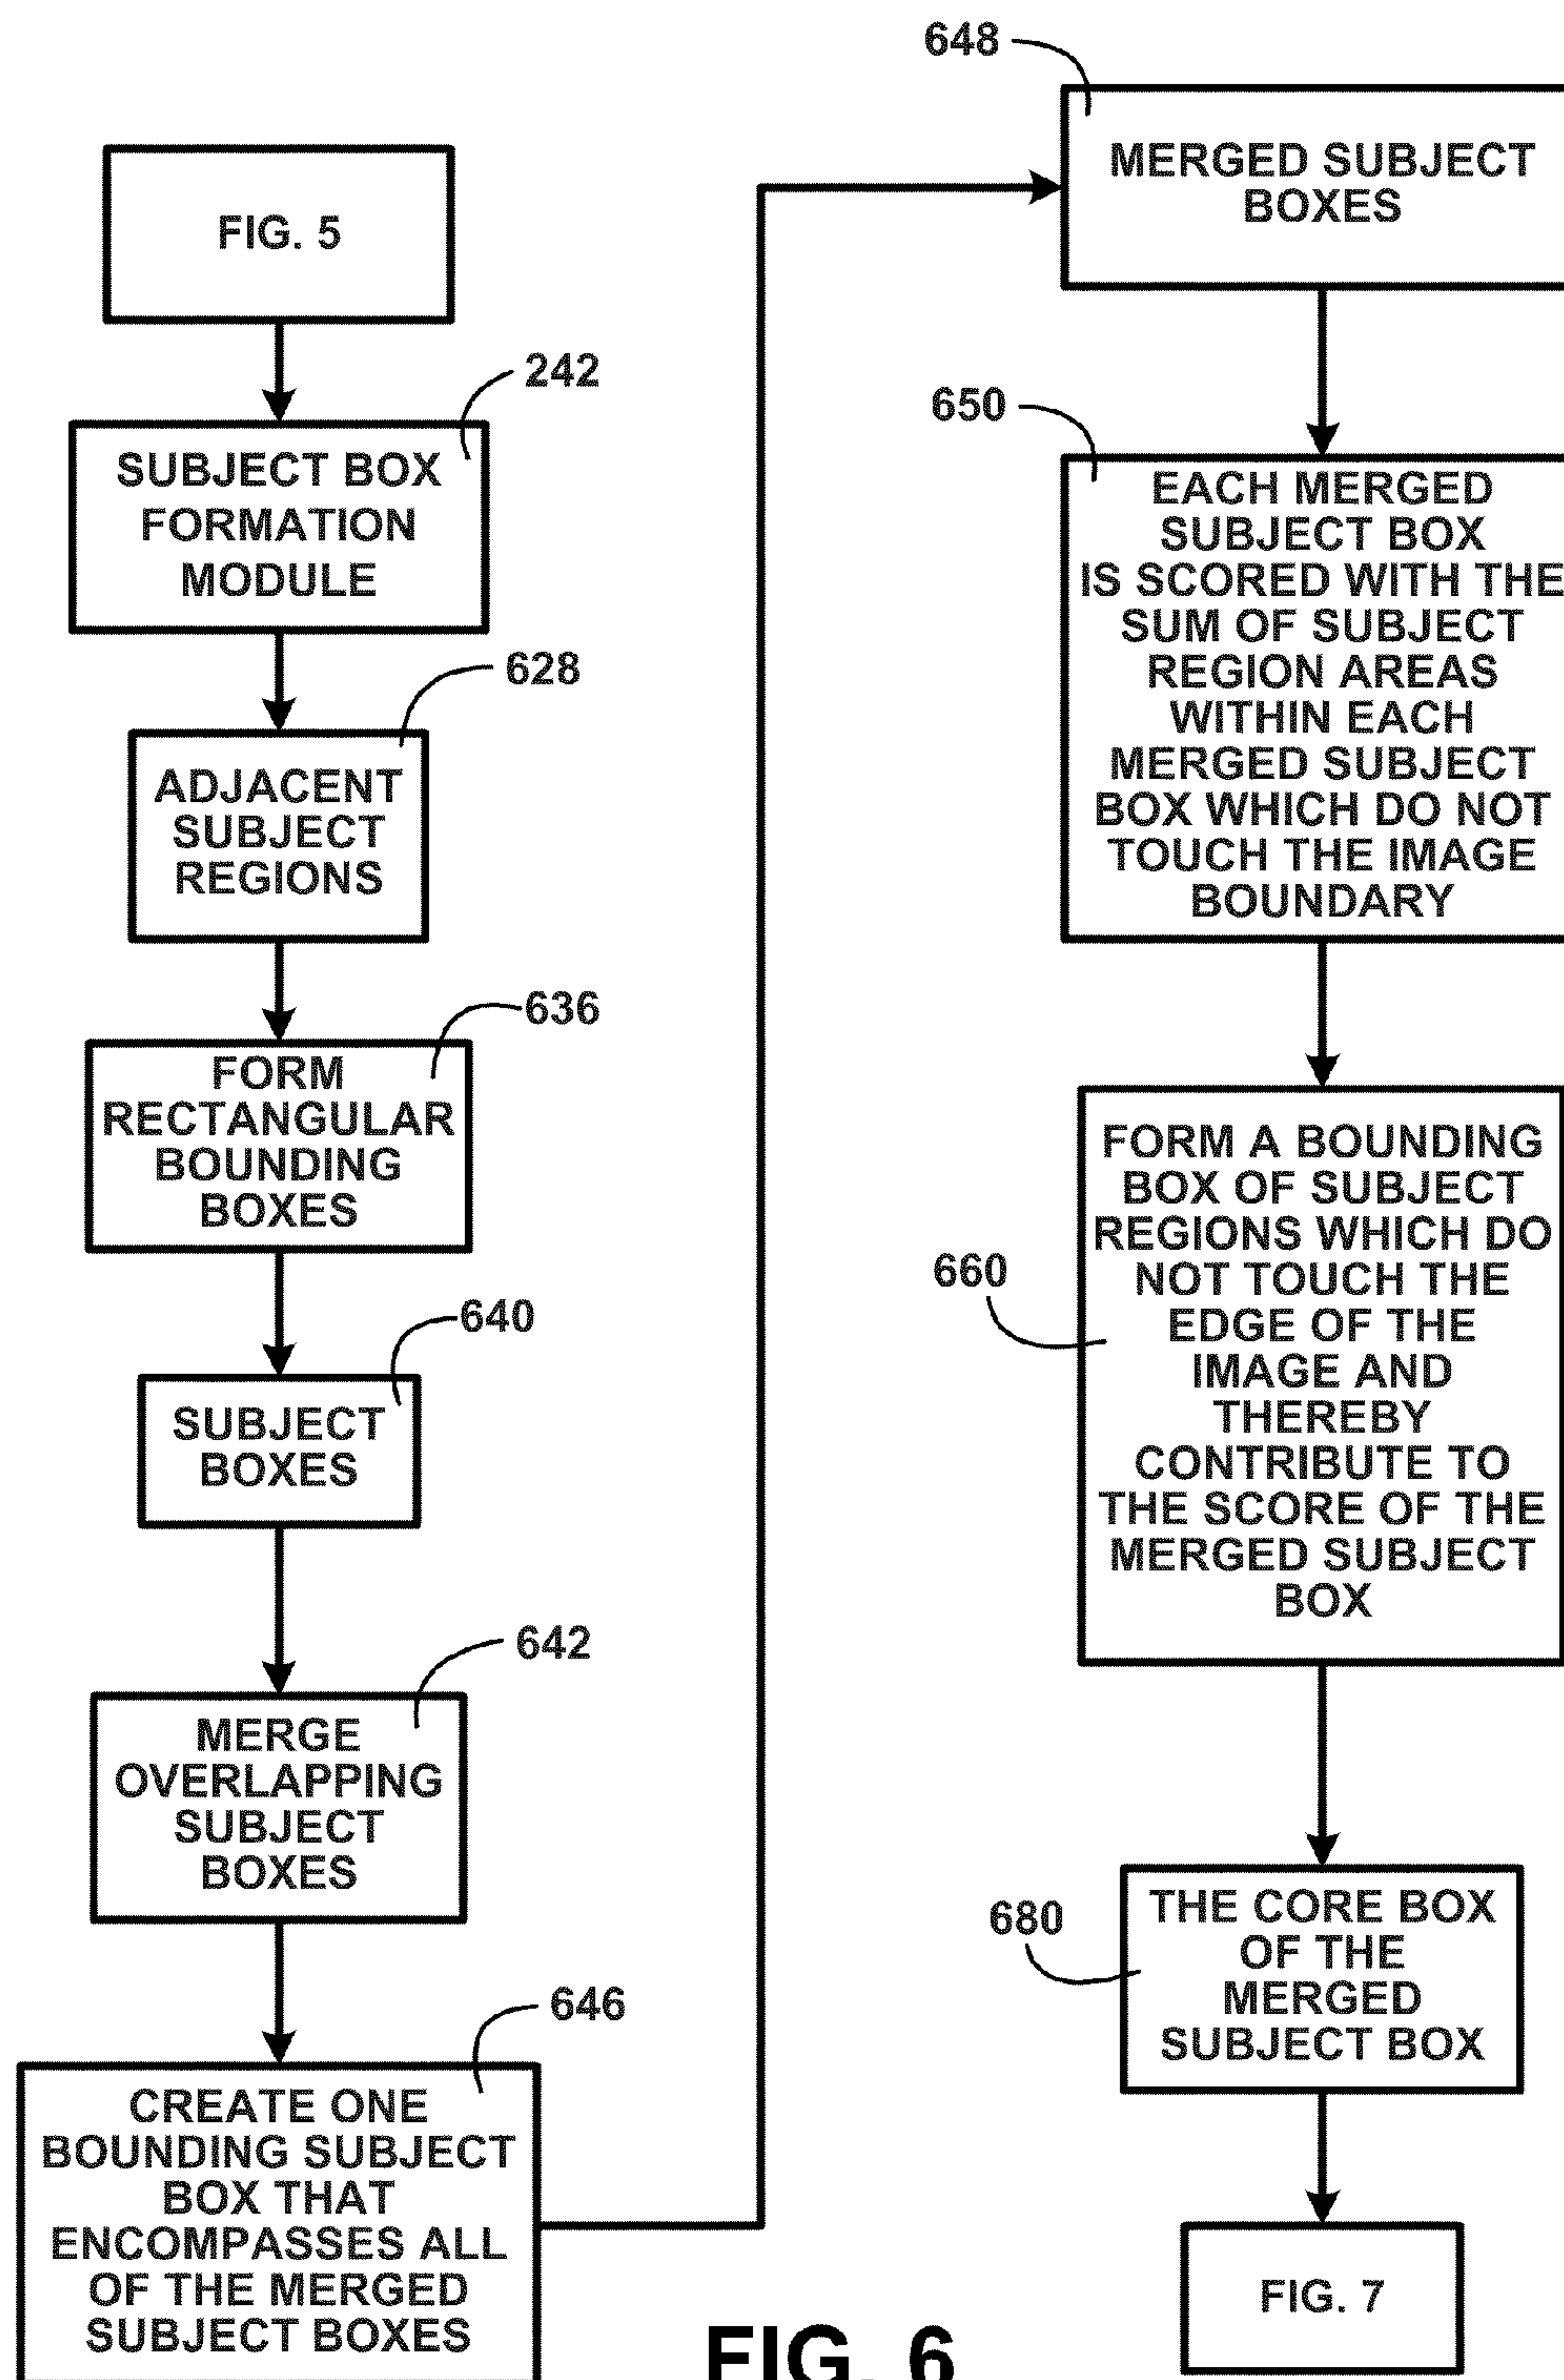 FIG. 5
242
SUBJECT BOX
FORMATION
MODULE
628
ADJACENT
SUBJECT
REGIONS
636
FORM
RECTANGULAR
BOUNDING
BOXES
640
SUBJECT
BOXES
642
MERGE
OVERLAPPING
SUBJECT
BOXES
646
CREATE ONE
BOUNDING SUBJECT
BOX THAT
ENCOMPASSES ALL
OF THE MERGED
SUBJECT BOXES
648
MERGED SUBJECT
BOXES
650
EACH MERGED
SUBJECT BOX
IS SCORED WITH THE
SUM OF SUBJECT
REGION AREAS
WITHIN EACH
MERGED SUBJECT
BOX WHICH DO NOT
TOUCH THE IMAGE
BOUNDARY
660
FORM A BOUNDING
BOX OF SUBJECT
REGIONS WHICH DO
NOT TOUCH THE
EDGE OF THE
IMAGE AND
THEREBY
CONTRIBUTE TO
THE SCORE OF THE
MERGED SUBJECT
BOX
680
THE CORE BOX
OF THE
MERGED
SUBJECT BOX
FIG. 7
FIG. 6